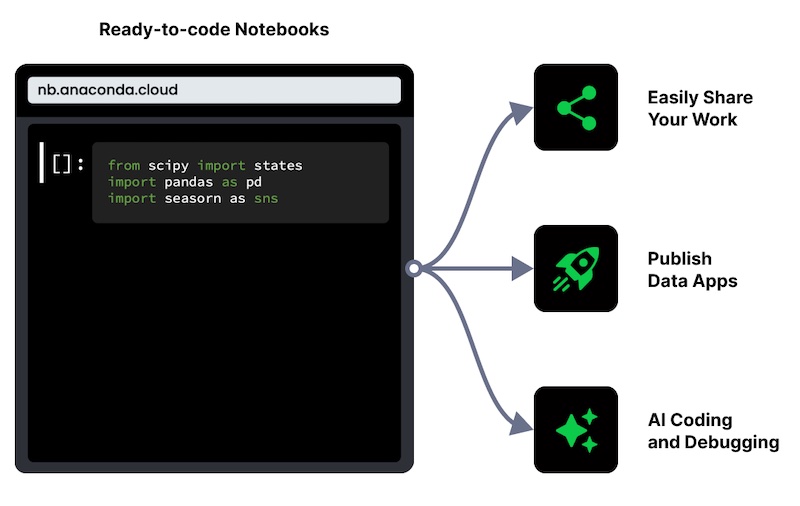 Ready-to-code Notebooks
nb.anaconda.cloud
[]:
from scipy import states
import pandas as pd
import seasorn as sns
Easily Share
Your Work
Publish
Data Apps
AI Coding
and Debugging